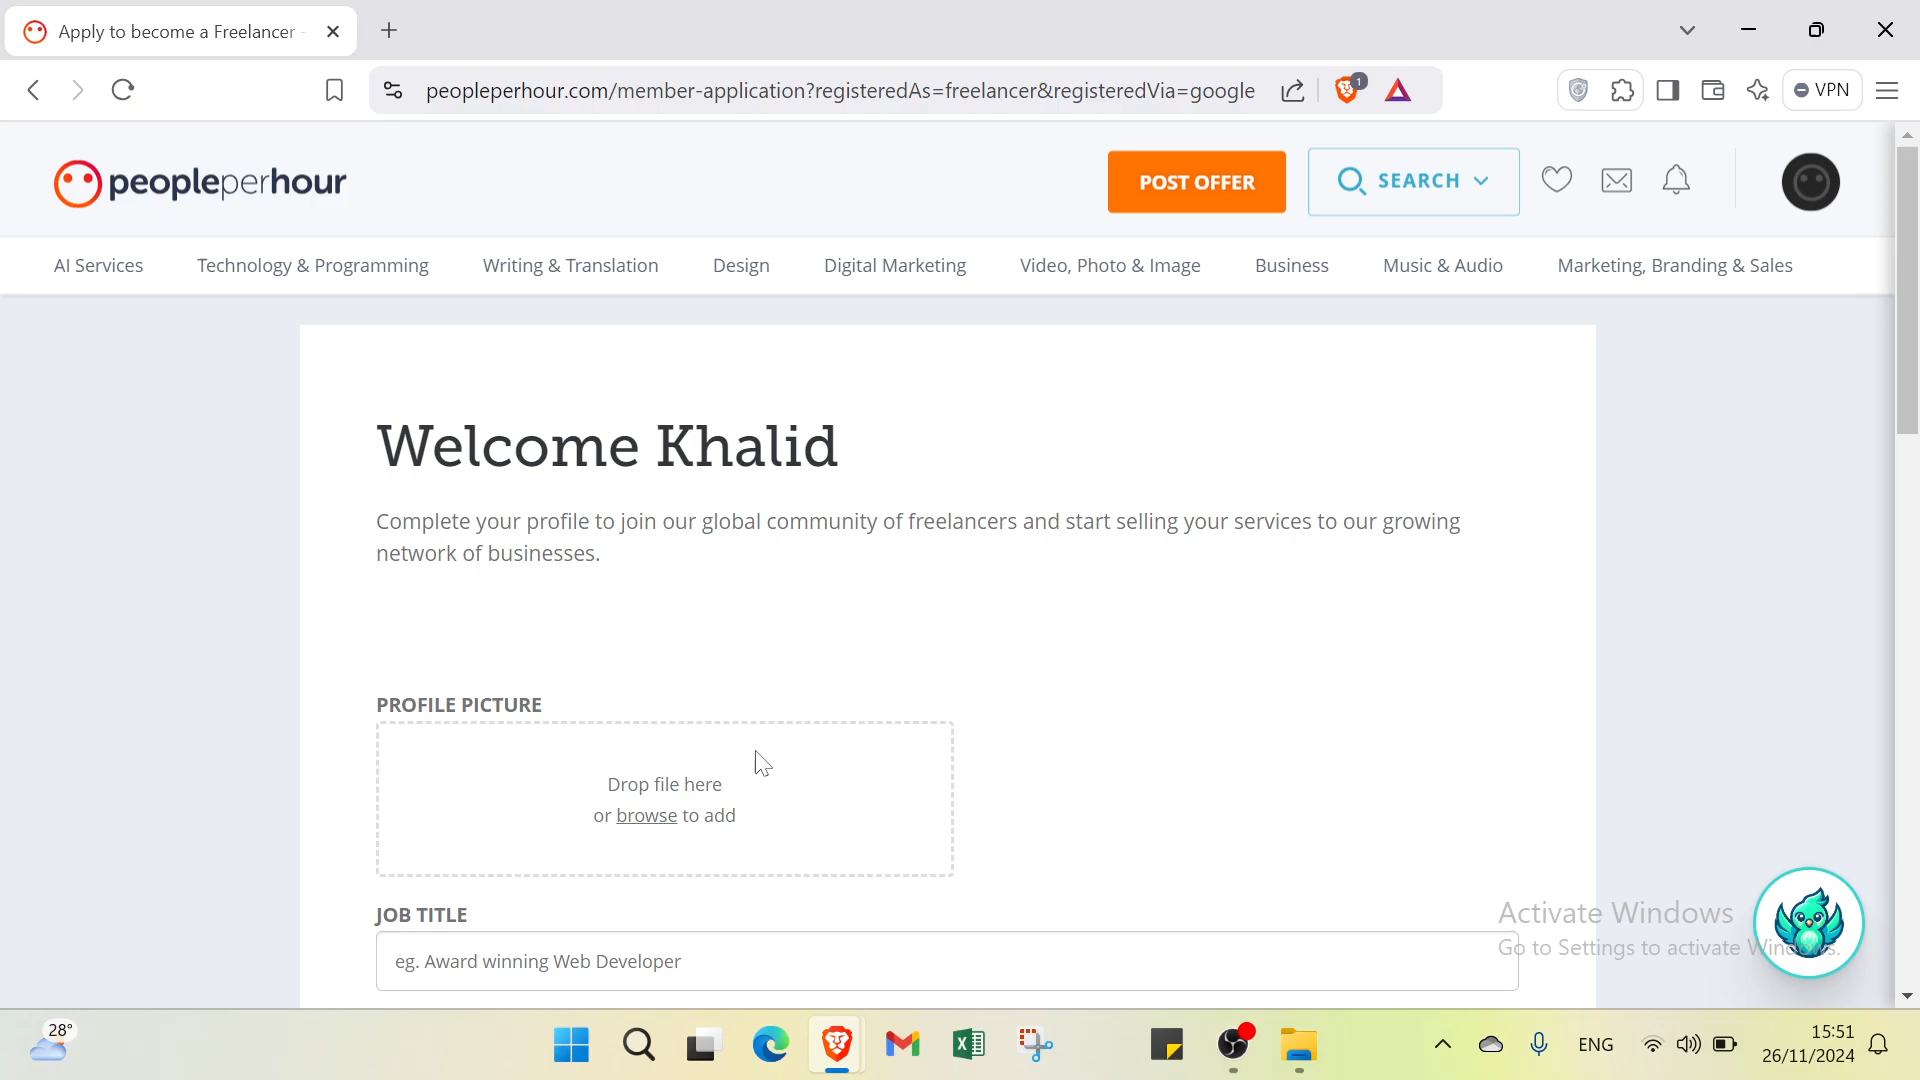 Apply to become a Freelancer -
peopleperhour.com/member-application?registeredAs=freelancer&registeredVia=google
1
VPN
peopleperhour
POST OFFER
SEARCH
AI Services
Technology & Programming
Writing & Translation
Design
Digital Marketing
Video, Photo & Image
Business
Music & Audio
Marketing, Branding & Sales
Welcome Khalid
Complete your profile to join our global community of freelancers and start selling your services to our growing
network of businesses.
PROFILE PICTURE
Drop file here
or browse to add
JOB TITLE
eg. Award winning Web Developer
Activate Windows
Go to Settings to activate Windows.
28°
ENG
15:51
26/11/2024